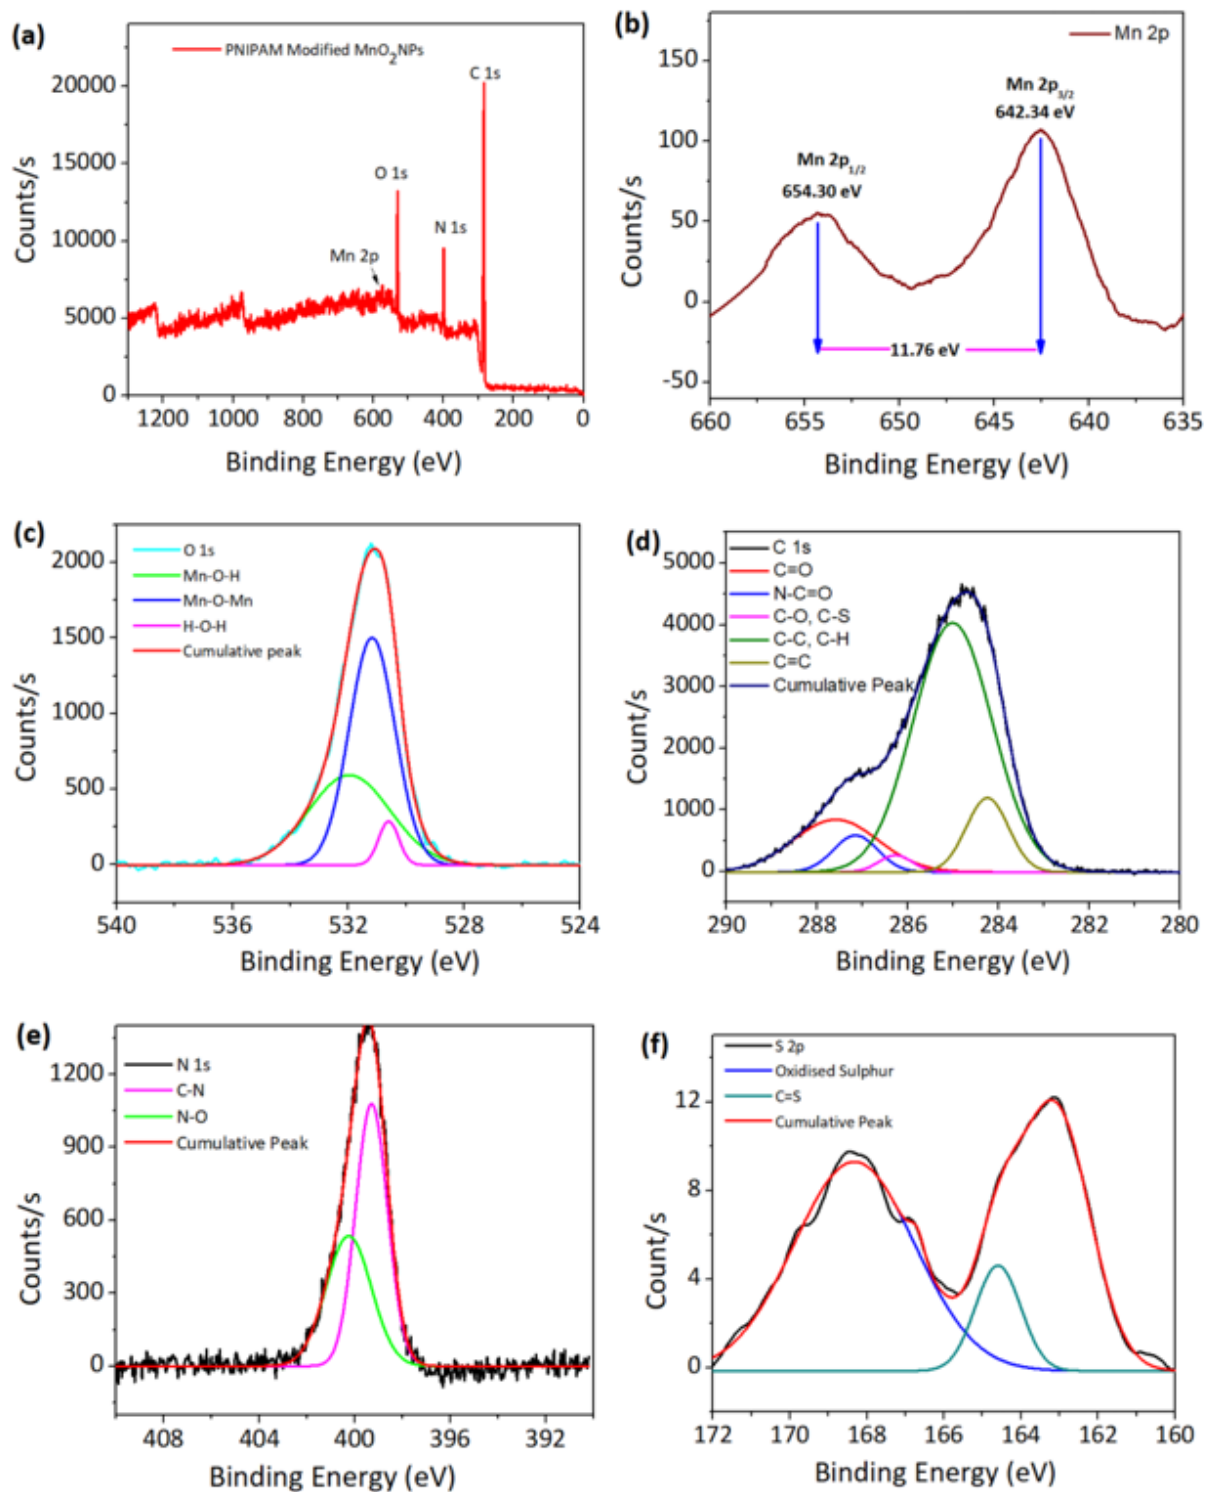 (a)
PNIPAM Modified MnO2NPs
C 1s
O 1s
N 1s
Mn 2p
20000
15000
10000
5000
0
Counts/s
1200 1000 800 600 400 200 0
Binding Energy (eV)
(b)
Mn 2p
Mn 2p3/2
642.34 eV
Mn 2p1/2
654.30 eV
11.76 eV
150
100
50
0
-50
Counts/s
660 655 650 645 640 635
Binding Energy (eV)
(c)
O 1s
Mn-O-H
Mn-O-Mn
H-O-H
Cumulative peak
2000
1500
1000
500
0
Counts/s
540 536 532 528 524
Binding Energy (eV)
(d)
C 1s
C=O
N-C=O
C-O, C-S
C-C, C-H
C=C
Cumulative Peak
5000
4000
3000
2000
1000
0
Count/s
290 288 286 284 282 280
Binding Energy (eV)
(e)
N 1s
C-N
N-O
Cumulative Peak
1200
900
600
300
0
Counts/s
408 404 400 396 392
Binding Energy (eV)
(f)
S 2p
Oxidised Sulphur
C=S
Cumulative Peak
12
8
4
0
Count/s
172 170 168 166 164 162 160
Binding Energy (eV)